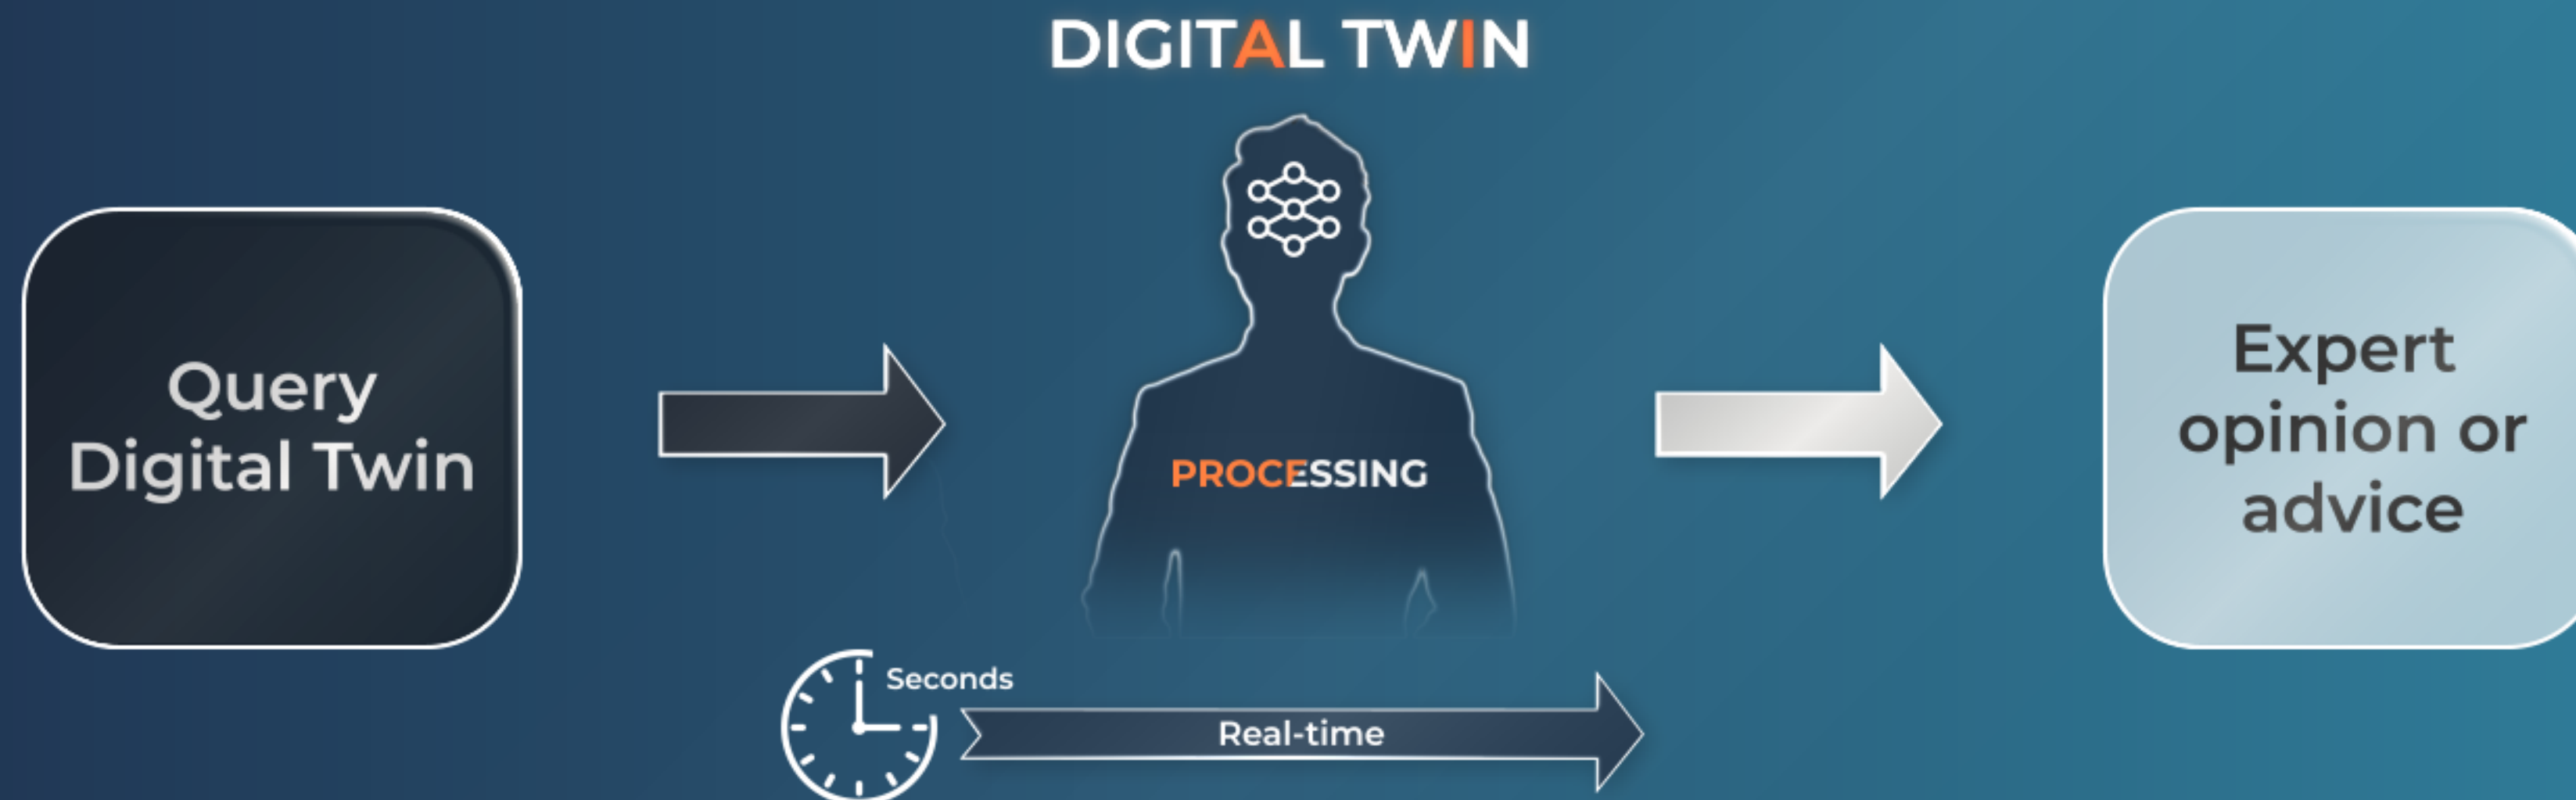 DIGITAL TWIN
Query
Digital Twin
PROCESSING
Expert
opinion or
advice
Seconds
Real-time